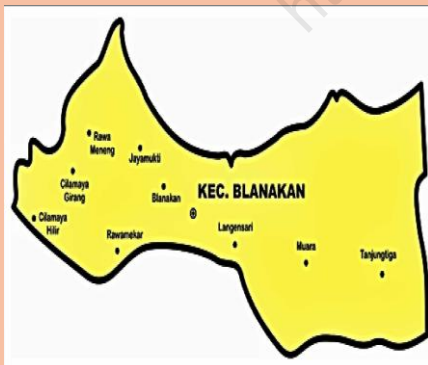 Rawa
Meneng
Jayamukti
Cilamaya
Girang
Blanakan
KEC. BLANAKAN
Cilamaya
Hilir
Rawamekar
Langensari
Muara
Tanjungtiga